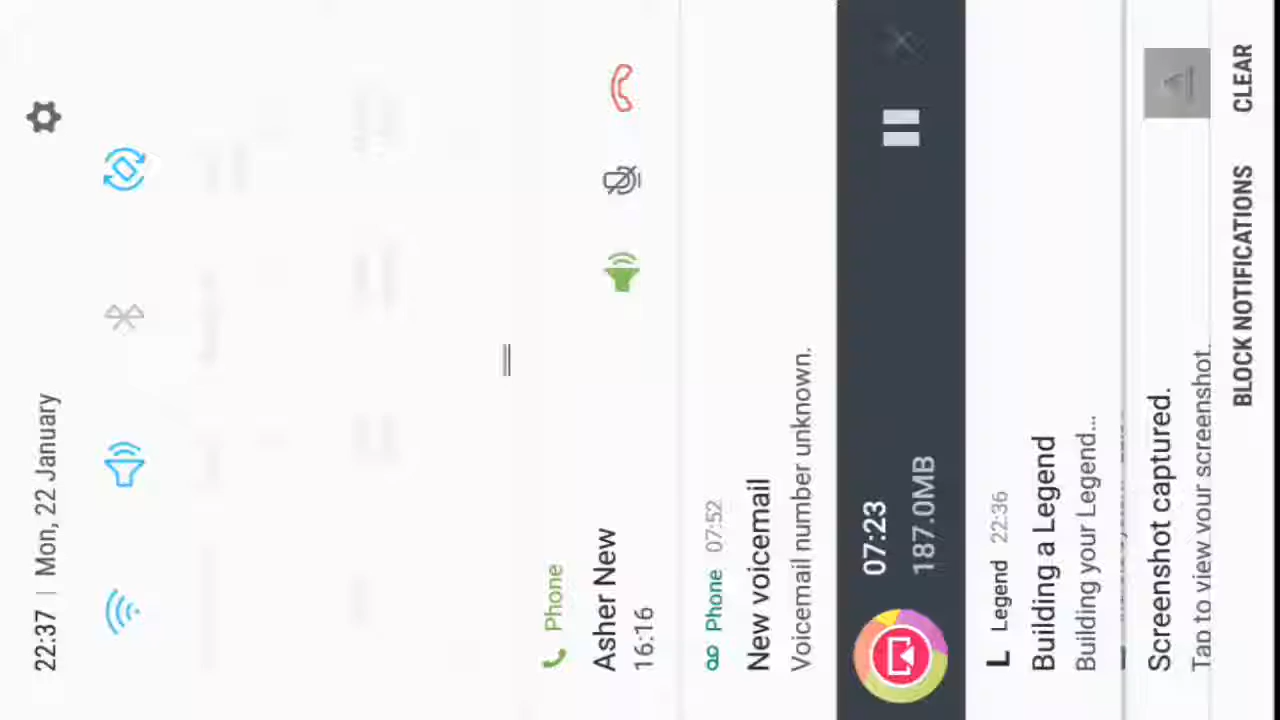 22:37 | Mon, 22 January
Phone
Asher New
16:16
Phone 07:52
New voicemail
Voicemail number unknown.
07:23
187.0MB
L Legend 22:36
Building a Legend
Building your Legend...
Screenshot captured.
Tap to view your screenshot.
BLOCK NOTIFICATIONS CLEAR